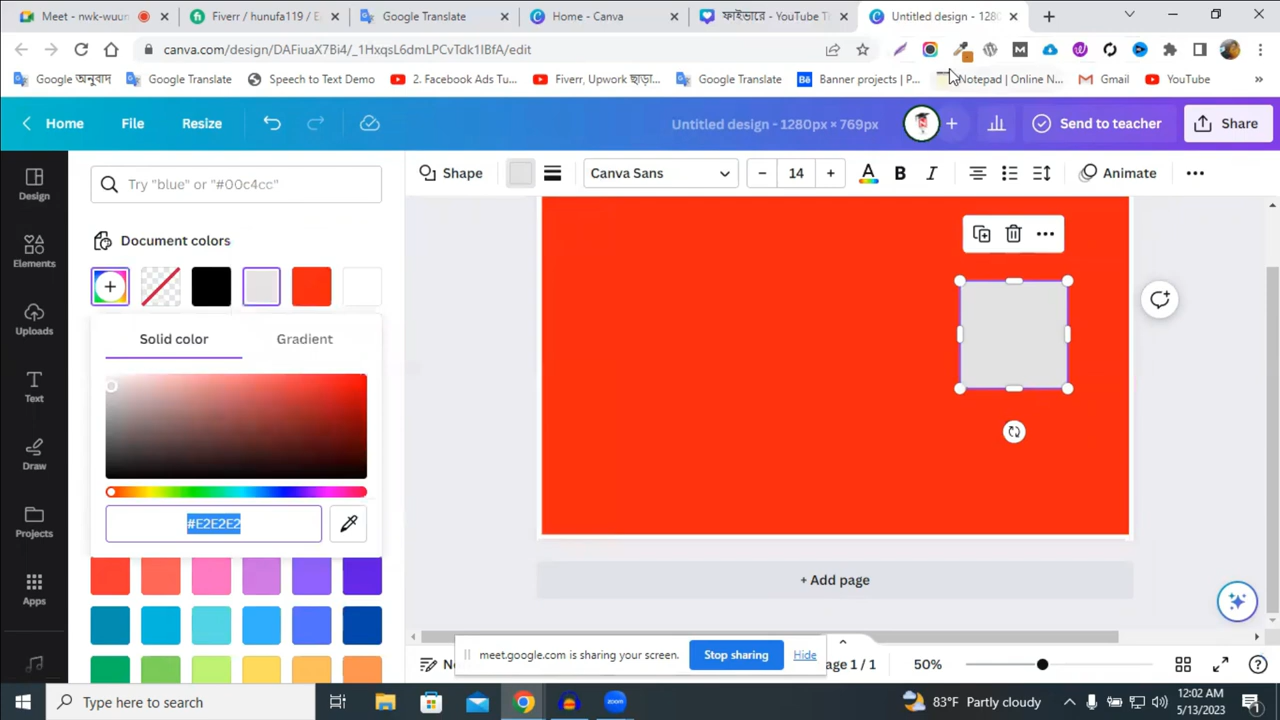 Meet - nwk-wuun
Fiverr / hunufa119 / E
Google Translate
Home - Canva
ফাইভারে - YouTube T
Untitled design - 128
canva.com/design/DAFiuaX7Bi4/_1HxqsL6dmLPCvTdk1IBfA/edit
Google অনুবাদ
Google Translate
Speech to Text Demo
2. Facebook Ads Tu...
Fiverr, Upwork ছাড়া...
Google Translate
Banner projects | P...
Notepad | Online N...
Gmail
YouTube
Home
File
Resize
Untitled design - 1280px × 769px
Send to teacher
Share
Try "blue" or "#00c4cc"
Shape
Canva Sans
14
A
B
I
Animate
Design
Elements
Uploads
Text
Draw
Projects
Apps
Document colors
Solid color
Gradient
#E2E2E2
+ Add page
meet.google.com is sharing your screen.
Stop sharing
Hide
age 1 / 1
50%
Type here to search
zoom
83°F Partly cloudy
12:02 AM
5/13/2023